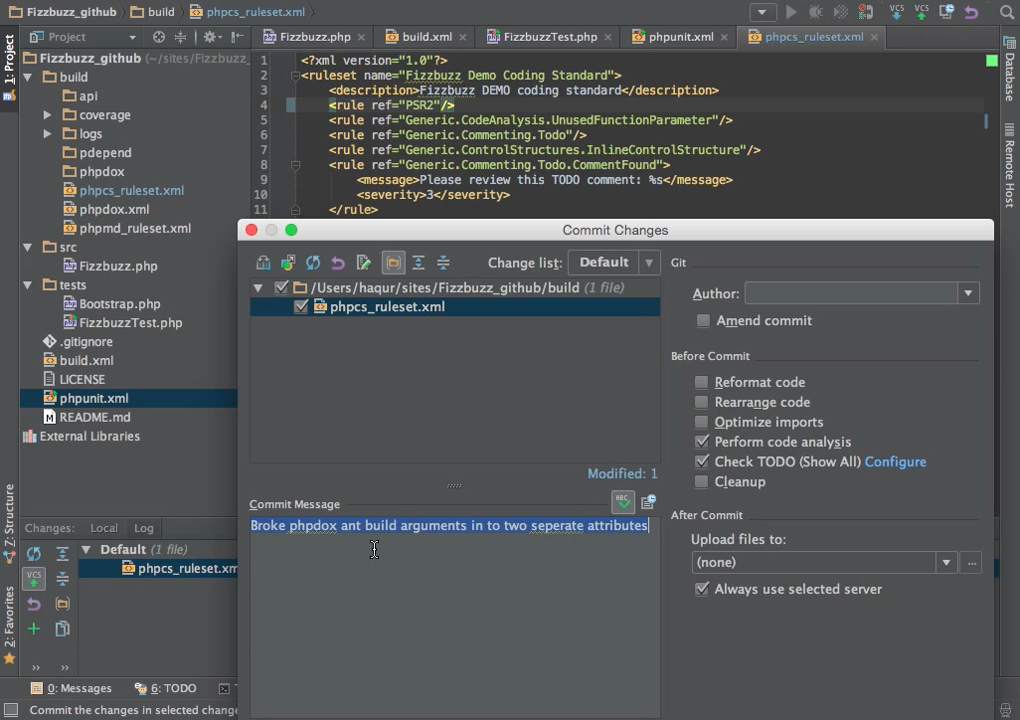 Fizzbuzz_github build phpcs_ruleset.xml
1: Project
Project
Fizzbuzz.php build.xml FizzbuzzTest.php phpunit.xml phpcs_ruleset.xml
Fizzbuzz_github (~/sites/Fizzbuzz_
build
api
coverage
logs
pdepend
phpdox
phpcs_ruleset.xml
phpdox.xml
phpmd_ruleset.xml
src
Fizzbuzz.php
tests
Bootstrap.php
FizzbuzzTest.php
.gitignore
build.xml
LICENSE
phpunit.xml
README.md
External Libraries
1 <?xml version="1.0"?>
2 <ruleset name="Fizzbuzz Demo Coding Standard">
3 <description>Fizzbuzz DEMO coding standard</description>
4 <rule ref="PSR2"/>
5 <rule ref="Generic.CodeAnalysis.UnusedFunctionParameter"/>
6 <rule ref="Generic.Commenting.Todo"/>
7 <rule ref="Generic.ControlStructures.InlineControlStructure"/>
8 <rule ref="Generic.Commenting.Todo.CommentFound">
9 <message>Please review this TODO comment: %s</message>
10 <severity>3</severity>
11 </rule>
Database
Remote Host
Commit Changes
Change list: Default
/Users/haqur/sites/Fizzbuzz_github/build (1 file)
phpcs_ruleset.xml
Modified: 1
Commit Message
Broke phpdox ant build arguments in to two seperate attributes
Git
Author:
Amend commit
Before Commit
Reformat code
Rearrange code
Optimize imports
Perform code analysis
Check TODO (Show All) Configure
Cleanup
After Commit
Upload files to:
(none)
...
Always use selected server
7: Structure
2: Favorites
Changes: Local Log
Default (1 file)
phpcs_ruleset.xm
VCS
0: Messages 6: TODO
Commit the changes in selected change